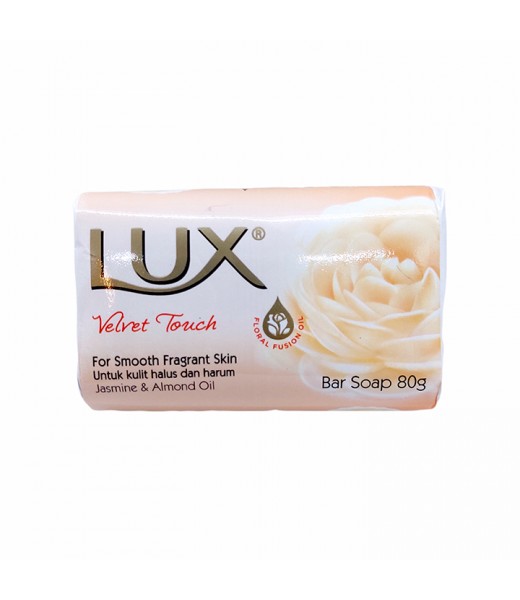 LUX®
Velvet Touch
FLORAL FUSION OIL
For Smooth Fragrant Skin
Untuk kulit halus dan harum
Jasmine & Almond Oil
Bar Soap 80g